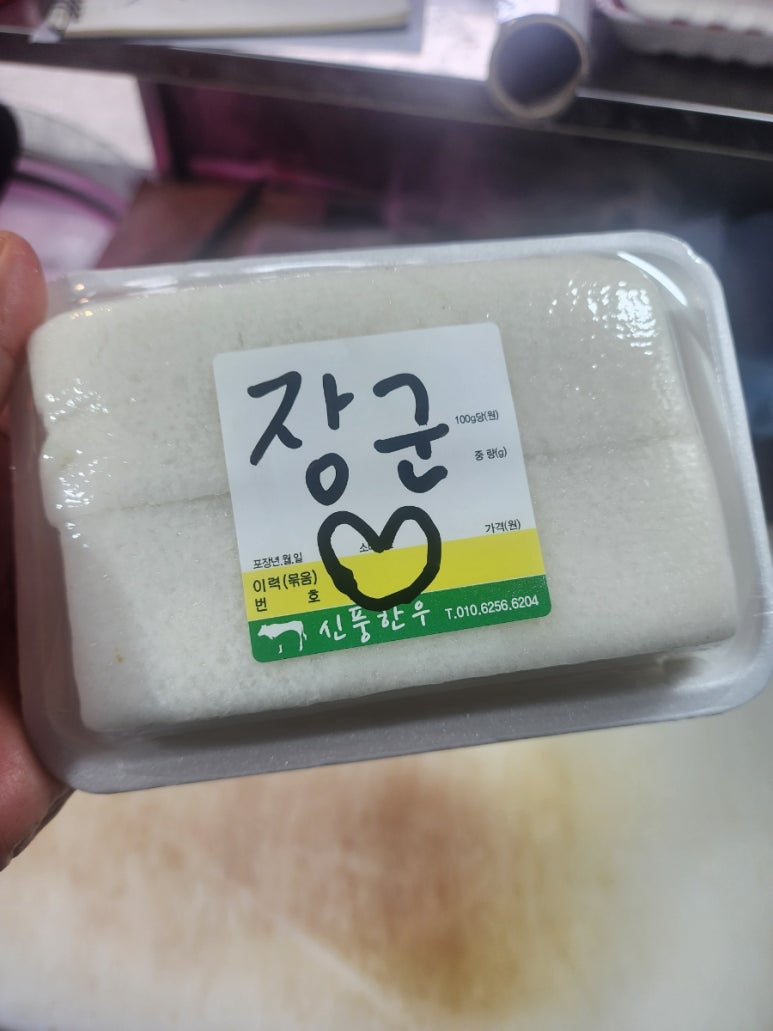 장군
100g당(원)
중 량(g)
가격(원)
포장년.월.일
이력(묶음)
번 호
신풍한우 T.010.6256.6204